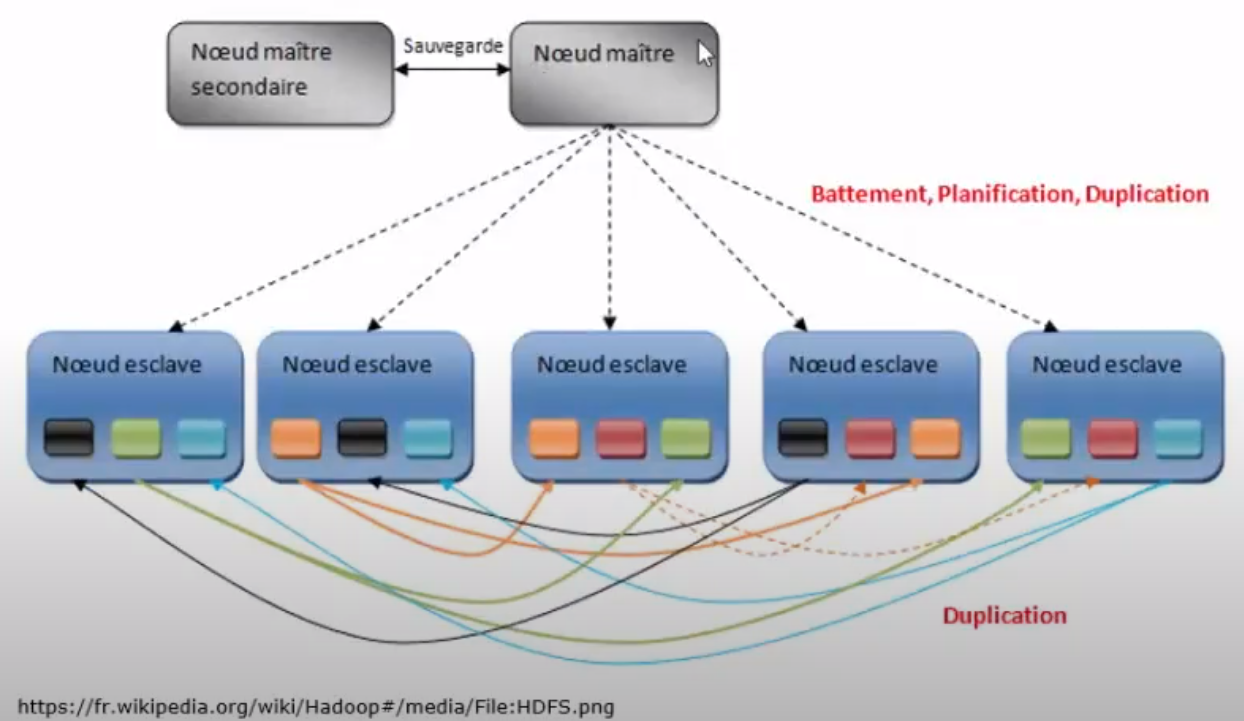 Nœud maître
secondaire
Sauvegarde
Nœud maître
Battement, Planification, Duplication
Nœud esclave
Nœud esclave
Nœud esclave
Nœud esclave
Nœud esclave
Duplication
https://fr.wikipedia.org/wiki/Hadoop#/media/File:HDFS.png